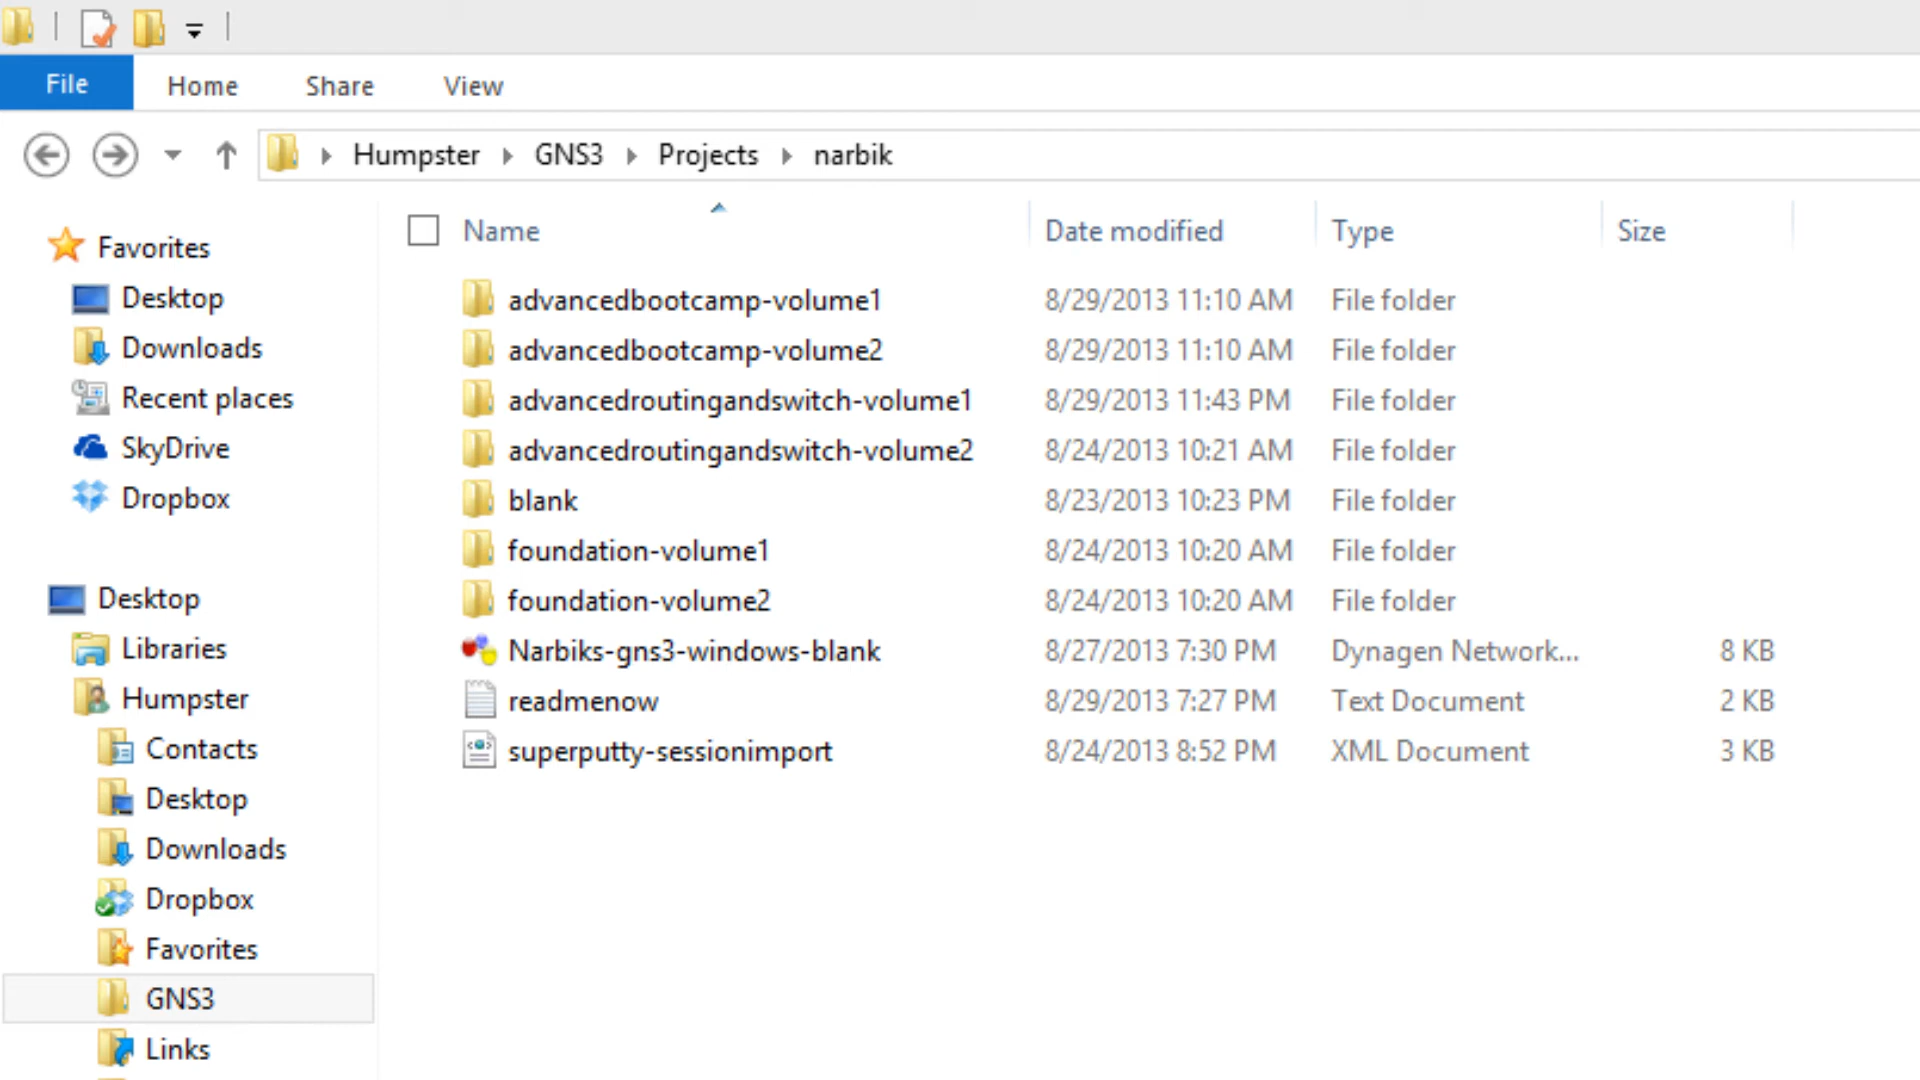 File Home Share View
Humpster GNS3 Projects narbik
Name Date modified Type Size
Favorites
Desktop
Downloads
Recent places
SkyDrive
Dropbox
Desktop
Libraries
Humpster
Contacts
Desktop
Downloads
Dropbox
Favorites
GNS3
Links
advancedbootcamp-volume1 8/29/2013 11:10 AM File folder
advancedbootcamp-volume2 8/29/2013 11:10 AM File folder
advancedroutingandswitch-volume1 8/29/2013 11:43 PM File folder
advancedroutingandswitch-volume2 8/24/2013 10:21 AM File folder
blank 8/23/2013 10:23 PM File folder
foundation-volume1 8/24/2013 10:20 AM File folder
foundation-volume2 8/24/2013 10:20 AM File folder
Narbiks-gns3-windows-blank 8/27/2013 7:30 PM Dynagen Network... 8 KB
readmenow 8/29/2013 7:27 PM Text Document 2 KB
superputty-sessionimport 8/24/2013 8:52 PM XML Document 3 KB